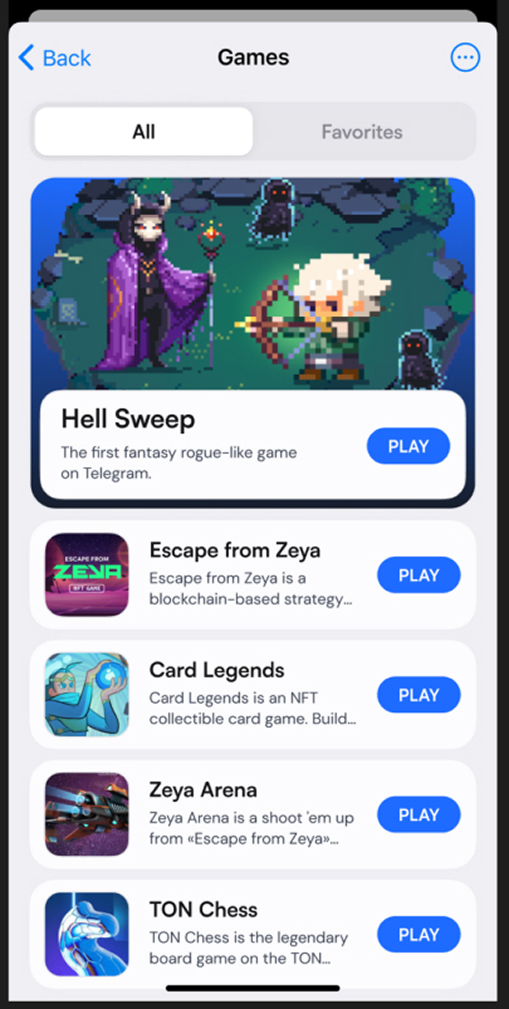 Back
Games
All
Favorites
Hell Sweep
The first fantasy rogue-like game
on Telegram.
PLAY
ESCAPE FROM
ZEYA
NFT GAME
Escape from Zeya
Escape from Zeya is a
blockchain-based strategy...
PLAY
Card Legends
Card Legends is an NFT
collectible card game. Build...
PLAY
Zeya Arena
Zeya Arena is a shoot 'em up
from «Escape from Zeya»...
PLAY
TON Chess
TON Chess is the legendary
board game on the TON...
PLAY